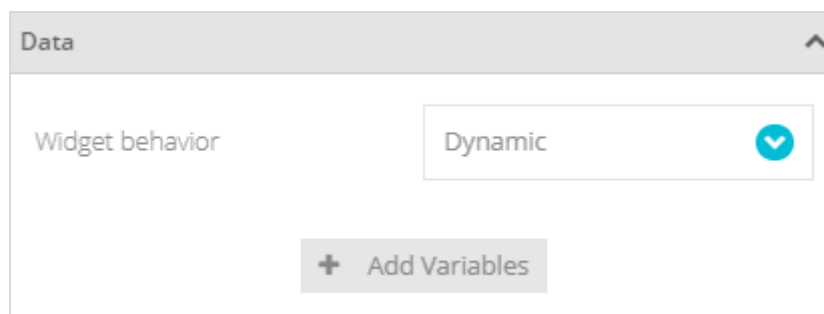 Data
Widget behavior Dynamic
+ Add Variables